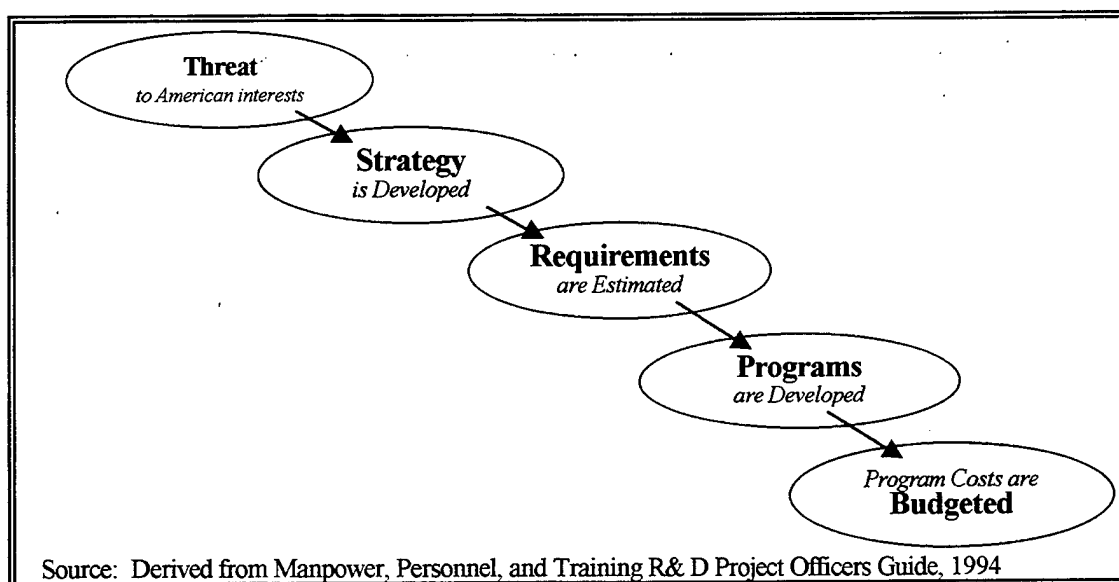 Threat
to American interests
Strategy
is Developed
Requirements
are Estimated
Programs
are Developed
Program Costs are
Budgeted
Source: Derived from Manpower, Personnel, and Training R& D Project Officers Guide, 1994